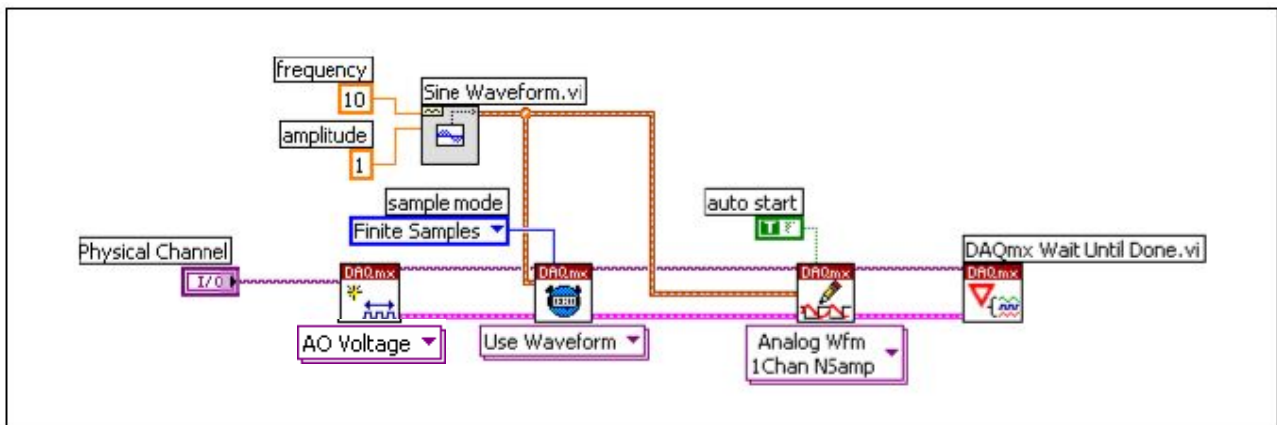 frequency
10
Sine Waveform.vi
amplitude
1
sample mode
Finite Samples
auto start
T
Physical Channel
I/O
DAQmx Wait Until Done.vi
DAQmx
DAQmx
DAQmx
DAQmx
AO Voltage
Use Waveform
Analog Wfm
1Chan NSamp